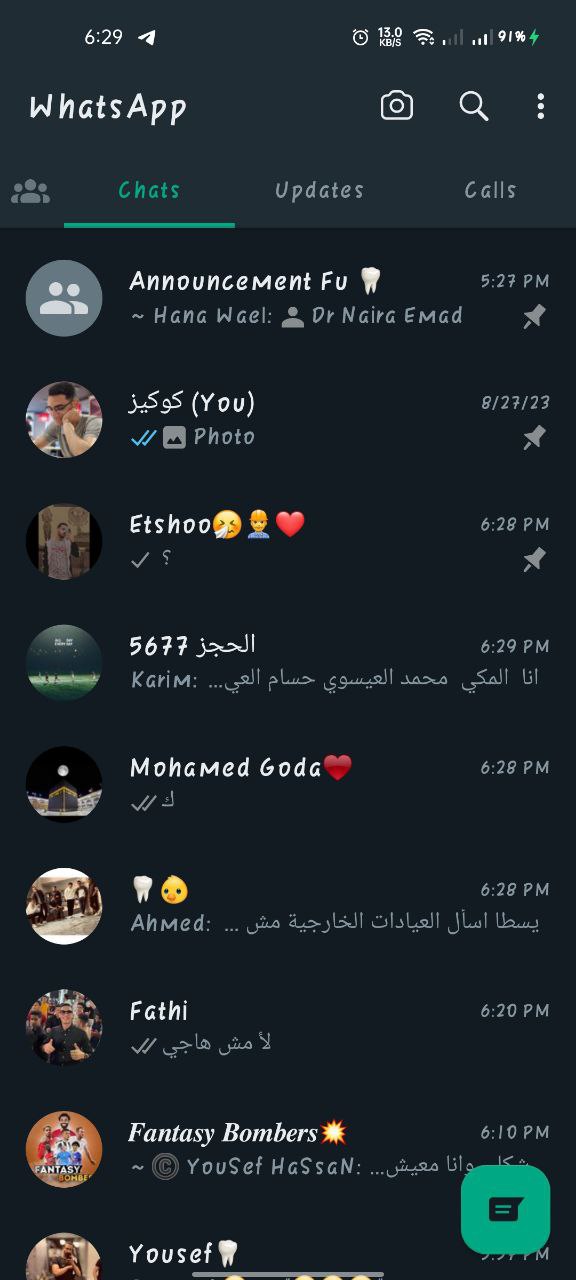 6:29
13.0 KB/S
91%
WhatsApp
Chats
Updates
Calls
Announcement Fu 🦷
5:27 PM
~ Hana Wael: 👤 Dr Naira Emad
كوكيز (You)
8/27/23
Photo
Etshoo🤧👷‍♂️❤️
6:28 PM
؟
الحجز 5677
6:29 PM
Karim: انا المكي محمد العيسوي حسام العي...
Mohamed Goda❤️
6:28 PM
ك
🦷🐥
6:28 PM
Ahmed: يسطا اسأل العيادات الخارجية مش ...
Fathi
6:20 PM
لأ مش هاجي
Fantasy Bombers💥
6:10 PM
~ ©️ YouSef HaSsaN: وانا معيش...
FANTASY
Yousef🦷